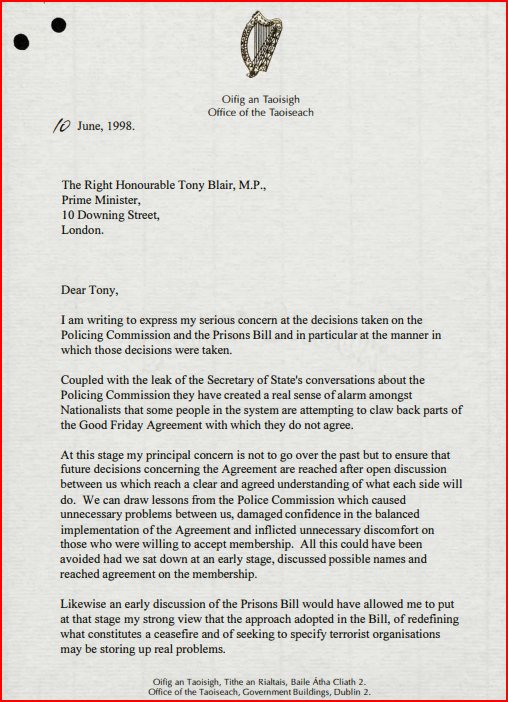 Oifig an Taoisigh
Office of the Taoiseach
10 June, 1998.
The Right Honourable Tony Blair, M.P.,
Prime Minister,
10 Downing Street,
London.
Dear Tony,
I am writing to express my serious concern at the decisions taken on the
Policing Commission and the Prisons Bill and in particular at the manner in
which those decisions were taken.
Coupled with the leak of the Secretary of State's conversations about the
Policing Commission they have created a real sense of alarm amongst
Nationalists that some people in the system are attempting to claw back parts of
the Good Friday Agreement with which they do not agree.
At this stage my principal concern is not to go over the past but to ensure that
future decisions concerning the Agreement are reached after open discussion
between us which reach a clear and agreed understanding of what each side will
do. We can draw lessons from the Police Commission which caused
unnecessary problems between us, damaged confidence in the balanced
implementation of the Agreement and inflicted unnecessary discomfort on
those who were willing to accept membership. All this could have been
avoided had we sat down at an early stage, discussed possible names and
reached agreement on the membership.
Likewise an early discussion of the Prisons Bill would have allowed me to put
at that stage my strong view that the approach adopted in the Bill, of redefining
what constitutes a ceasefire and of seeking to specify terrorist organisations
may be storing up real problems.
Oifig an Taoisigh, Tithe an Rialtais, Baile Átha Cliath 2.
Office of the Taoiseach, Government Buildings, Dublin 2.